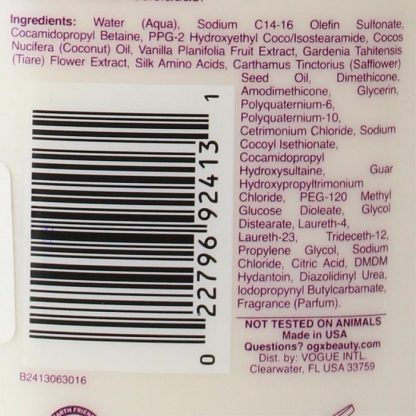 Ingredients: Water (Aqua), Sodium C14-16 Olefin Sulfonate,
Cocamidopropyl Betaine, PPG-2 Hydroxyethyl Coco/Isostearamide, Cocos
Nucifera (Coconut) Oil, Vanilla Planifolia Fruit Extract, Gardenia Tahitensis
(Tiare) Flower Extract, Silk Amino Acids, Carthamus Tinctorius (Safflower)
Seed Oil, Dimethicone,
Amodimethicone, Glycerin,
Polyquaternium-6,
Polyquaternium-10,
Cetrimonium Chloride, Sodium
Cocoyl Isethionate,
Cocamidopropyl
Hydroxysultaine, Guar
Hydroxypropyltrimonium
Chloride, PEG-120 Methyl
Glucose Dioleate, Glycol
Distearate, Laureth-4,
Laureth-23, Trideceth-12,
Propylene Glycol, Sodium
Chloride, Citric Acid, DMDM
Hydantoin, Diazolidinyl Urea,
Iodopropynyl Butylcarbamate,
Fragrance (Parfum).
NOT TESTED ON ANIMALS
Made in USA
Questions? ogxbeauty.com
Dist. by: VOGUE INTL.
Clearwater, FL USA 33759
0 22796 92413 1
B2413063016